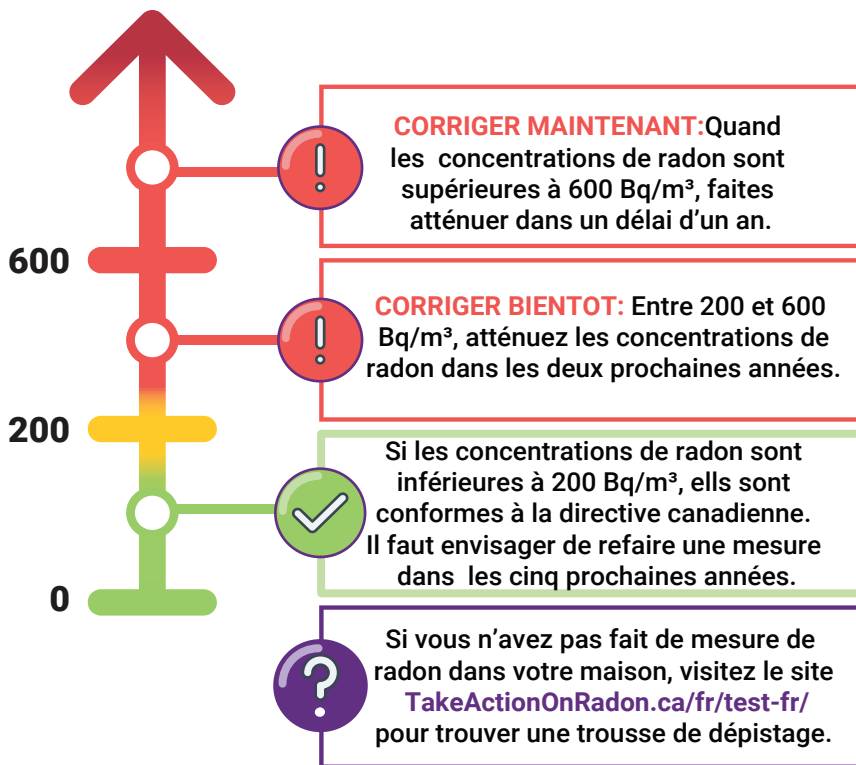 CORRIGER MAINTENANT:Quand
les concentrations de radon sont
supérieures à 600 Bq/m³, faites
atténuer dans un délai d’un an.
600
CORRIGER BIENTOT: Entre 200 et 600
Bq/m³, atténuez les concentrations de
radon dans les deux prochaines années.
200
Si les concentrations de radon sont
inférieures à 200 Bq/m³, ells sont
conformes à la directive canadienne.
Il faut envisager de refaire une mesure
dans les cinq prochaines années.
0
Si vous n’avez pas fait de mesure de
radon dans votre maison, visitez le site
TakeActionOnRadon.ca/fr/test-fr/
pour trouver une trousse de dépistage.